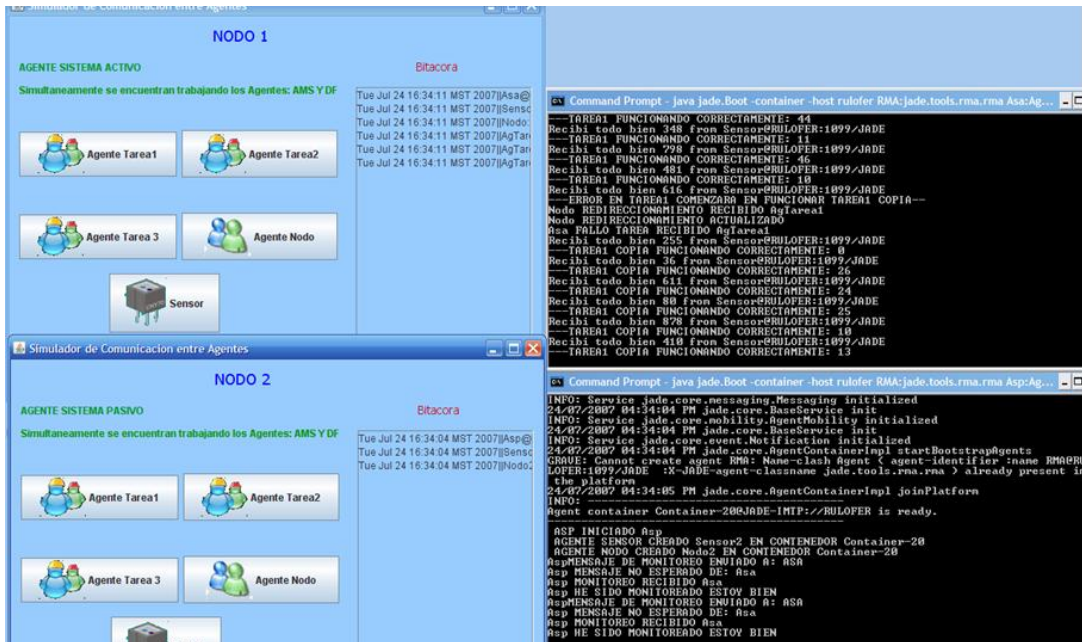 Simulador de Comunicacion entre Agentes
NODO 1
AGENTE SISTEMA ACTIVO
Bitacora
Simultaneamente se encuentran trabajando los Agentes: AMS Y DF
Tue Jul 24 16:34:11 MST 2007||Asa@
Tue Jul 24 16:34:11 MST 2007||Senso
Tue Jul 24 16:34:11 MST 2007||Nodo:
Tue Jul 24 16:34:11 MST 2007||AgTar
Tue Jul 24 16:34:11 MST 2007||AgTar
Tue Jul 24 16:34:11 MST 2007||AgTar
Agente Tarea1
Agente Tarea2
Agente Tarea 3
Agente Nodo
Sensor
Command Prompt - java jade.Boot -container -host rulofer RMA:jade.tools.rma.rma Asa:Ag...
---TAREA1 FUNCIONANDO CORRECTAMENTE: 44
Recibi todo bien 348 from Sensor@RULOFER:1099/JADE
---TAREA1 FUNCIONANDO CORRECTAMENTE: 11
Recibi todo bien 798 from Sensor@RULOFER:1099/JADE
---TAREA1 FUNCIONANDO CORRECTAMENTE: 46
Recibi todo bien 481 from Sensor@RULOFER:1099/JADE
---TAREA1 FUNCIONANDO CORRECTAMENTE: 10
Recibi todo bien 616 from Sensor@RULOFER:1099/JADE
---ERROR EN TAREA1 COMENZARA EN FUNCIONAR TAREA1 COPIA--
Nodo REDIRECCIONAMIENTO RECIBIDO AgTarea1
Nodo REDIRECCIONAMIENTO ACTUALIZADO
Asa FALLO TAREA RECIBIDO AgTarea1
Recibi todo bien 255 from Sensor@RULOFER:1099/JADE
---TAREA1 COPIA FUNCIONANDO CORRECTAMENTE: 0
Recibi todo bien 36 from Sensor@RULOFER:1099/JADE
---TAREA1 COPIA FUNCIONANDO CORRECTAMENTE: 26
Recibi todo bien 611 from Sensor@RULOFER:1099/JADE
---TAREA1 COPIA FUNCIONANDO CORRECTAMENTE: 24
Recibi todo bien 80 from Sensor@RULOFER:1099/JADE
---TAREA1 COPIA FUNCIONANDO CORRECTAMENTE: 25
Recibi todo bien 878 from Sensor@RULOFER:1099/JADE
---TAREA1 COPIA FUNCIONANDO CORRECTAMENTE: 10
Recibi todo bien 410 from Sensor@RULOFER:1099/JADE
---TAREA1 COPIA FUNCIONANDO CORRECTAMENTE: 13
Simulador de Comunicacion entre Agentes
NODO 2
AGENTE SISTEMA PASIVO
Bitacora
Simultaneamente se encuentran trabajando los Agentes: AMS Y DF
Tue Jul 24 16:34:04 MST 2007||Asp@
Tue Jul 24 16:34:04 MST 2007||Senso
Tue Jul 24 16:34:04 MST 2007||Nodo2
Agente Tarea1
Agente Tarea2
Agente Tarea 3
Agente Nodo
Command Prompt - java jade.Boot -container -host rulofer RMA:jade.tools.rma.rma Asp:Ag...
INFO: Service jade.core.messaging.Messaging initialized
24/07/2007 04:34:04 PM jade.core.BaseService init
INFO: Service jade.core.mobility.AgentMobility initialized
24/07/2007 04:34:04 PM jade.core.BaseService init
INFO: Service jade.core.event.Notification initialized
24/07/2007 04:34:04 PM jade.core.AgentContainerImpl startBootstrapAgents
GRAVE: Cannot create agent RMA: Name-clash Agent ( agent-identifier :name RMA@RU
LOFER:1099/JADE :X-JADE-agent-classname jade.tools.rma.rma ) already present in
the platform
24/07/2007 04:34:05 PM jade.core.AgentContainerImpl joinPlatform
INFO: --------------------------------------
Agent container Container-20@JADE-IMTP://RULOFER is ready.
--------------------------------------------
ASP INICIADO Asp
AGENTE SENSOR CREADO Sensor2 EN CONTENEDOR Container-20
AGENTE NODO CREADO Nodo2 EN CONTENEDOR Container-20
AspMENSAJE DE MONITOREO ENVIADO A: ASA
Asp MENSAJE NO ESPERADO DE: Asa
Asp MONITOREO RECIBIDO Asa
Asp HE SIDO MONITOREADO ESTOY BIEN
AspMENSAJE DE MONITOREO ENVIADO A: ASA
Asp MENSAJE NO ESPERADO DE: Asa
Asp MONITOREO RECIBIDO Asa
Asp HE SIDO MONITOREADO ESTOY BIEN